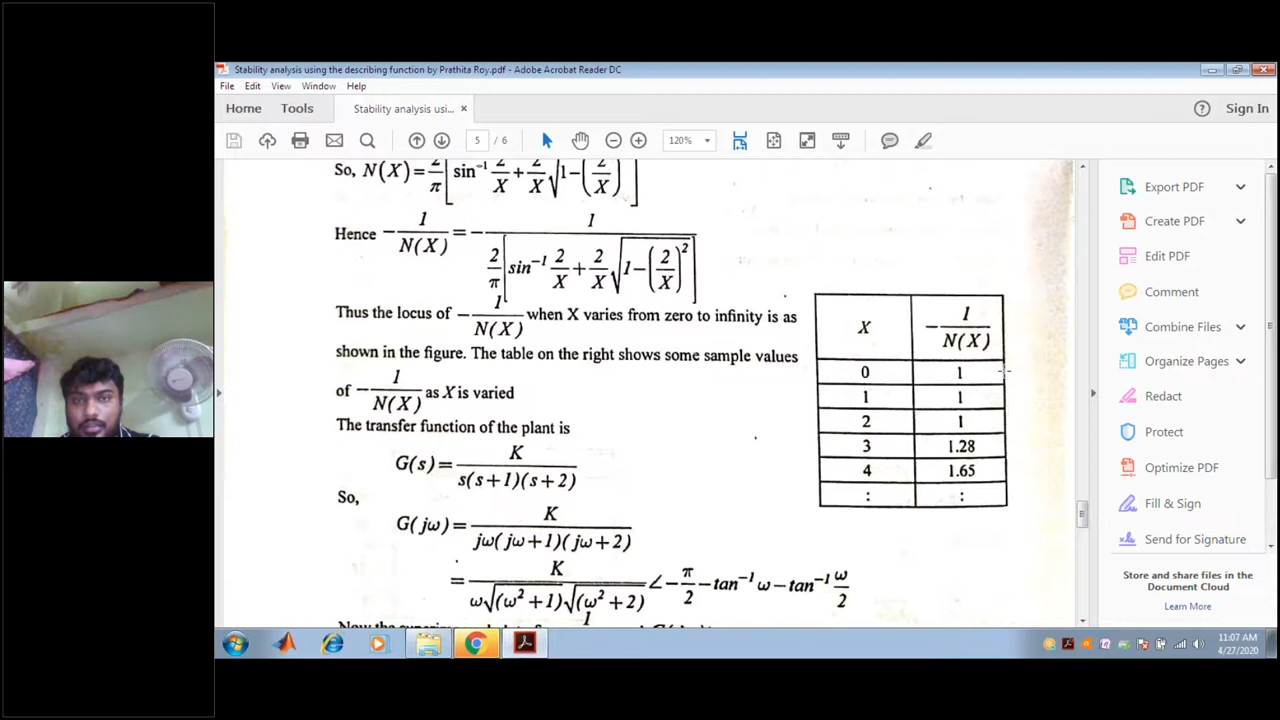 Stability analysis using the describing function by Prathita Roy.pdf - Adobe Acrobat Reader DC
File Edit View Window Help
Home Tools Stability analysis usi... × Sign In
5 / 6 120%
So, N(X) = 2/π [sin⁻¹ 2/X + 2/X √1-(2/X)]
Hence -1/N(X) = -1/(2/π [sin⁻¹ 2/X + 2/X √1-(2/X)²])
Thus the locus of -1/N(X) when X varies from zero to infinity is as
shown in the figure. The table on the right shows some sample values
of -1/N(X) as X is varied
The transfer function of the plant is
G(s) = K/s(s+1)(s+2)
So,
G(jω) = K/jω(jω+1)(jω+2)
= K/ω√(ω²+1)√(ω²+2) ∠-π/2-tan⁻¹ω-tan⁻¹ω/2
X -1/N(X)
0 1
1 1
2 1
3 1.28
4 1.65
: :
Export PDF
Create PDF
Edit PDF
Comment
Combine Files
Organize Pages
Redact
Protect
Optimize PDF
Fill & Sign
Send for Signature
Store and share files in the
Document Cloud
Learn More
11:07 AM
4/27/2020